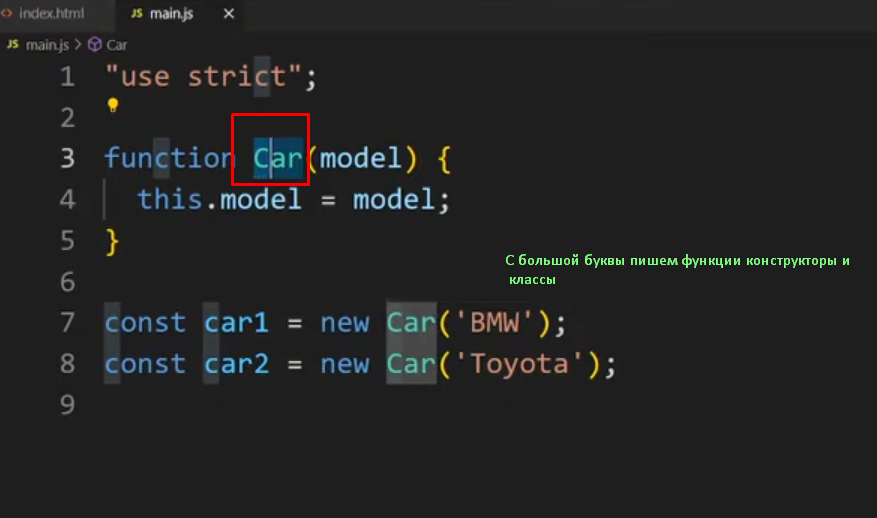 index.html JS main.js ×
JS main.js > Car
1 "use strict";
2
3 function Car(model) {
4 this.model = model;
5 }
С большой буквы пишем функции конструкторы и
классы
6
7 const car1 = new Car('BMW');
8 const car2 = new Car('Toyota');
9